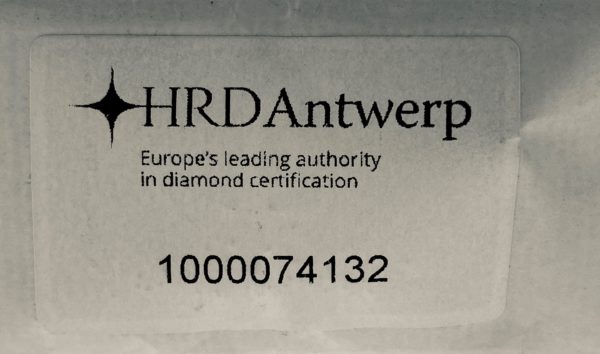 HRDAntwerp
Europe's leading authority
in diamond certification
1000074132